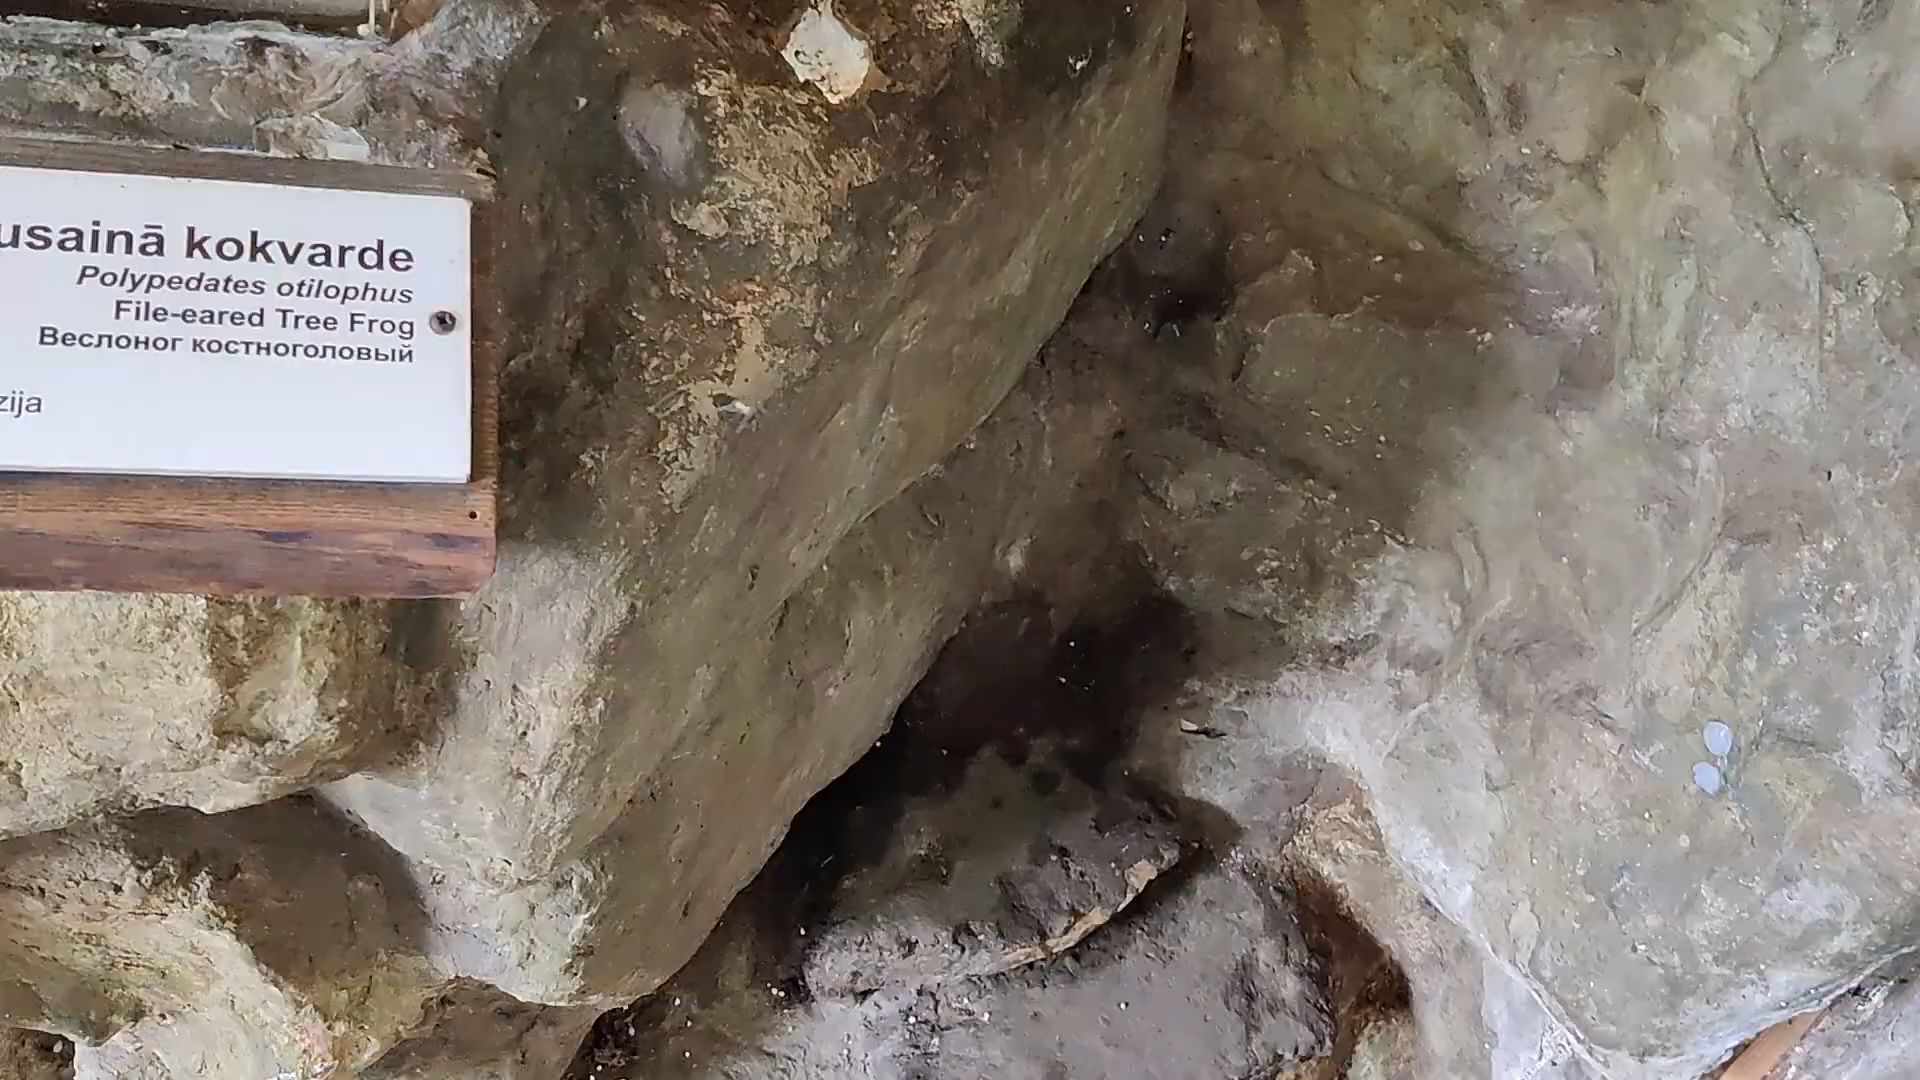 usainā kokvarde
Polypedates otilophus
File-eared Tree Frog
Веслоног костноголовый
zija